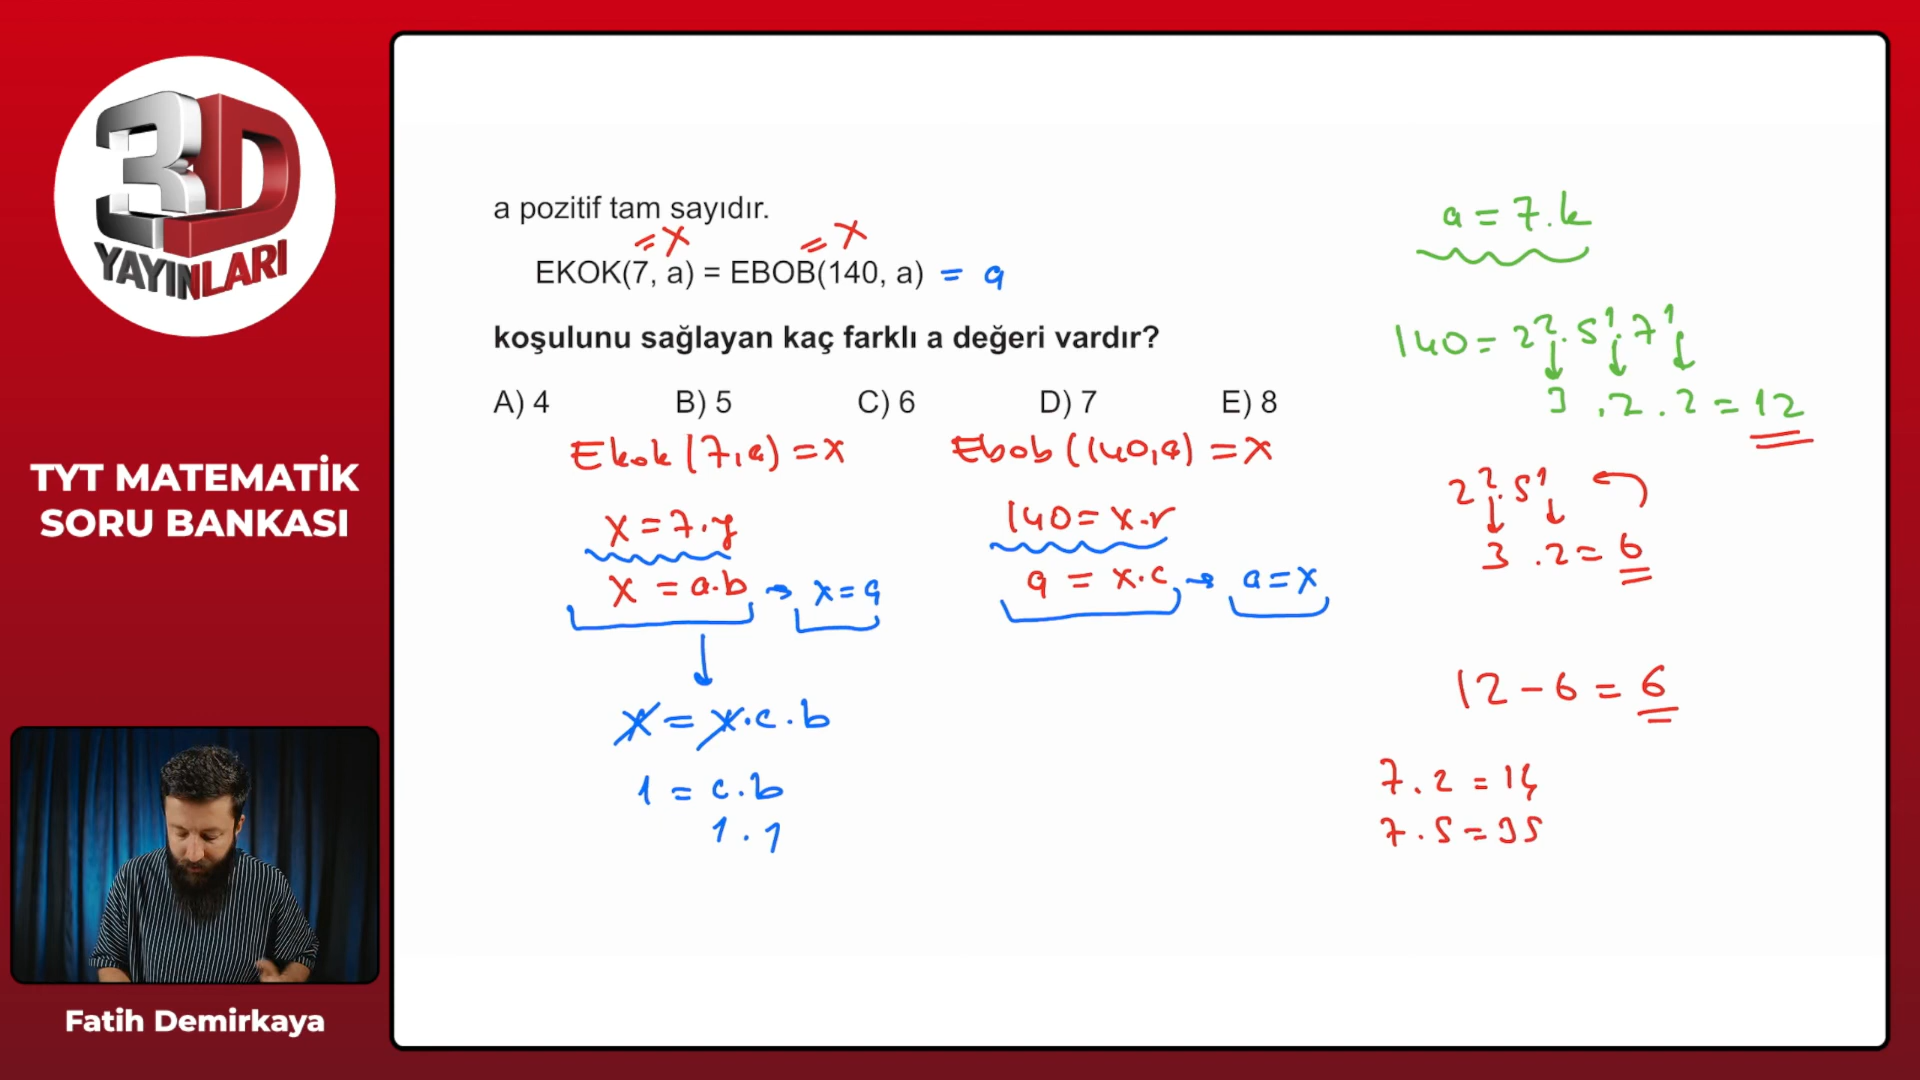 3D
YAYINLARI
TYT MATEMATİK
SORU BANKASI
Fatih Demirkaya
a pozitif tam sayıdır.
= x = x
EKOK(7, a) = EBOB(140, a) = a
koşulunu sağlayan kaç farklı a değeri vardır?
A) 4 B) 5 C) 6 D) 7 E) 8
Ekok (7,a) = x
x = 7.y
x = a.b → x = a
x = x.c.b
1 = c.b
1 . 1
Ebob (140,a) = x
140 = x.r
a = x.c → a = x
a = 7.k
140 = 2².5¹.7¹
3 . 2 . 2 = 12
2².5¹
3 . 2 = 6
12 - 6 = 6
7 . 2 = 14
7 . 5 = 35